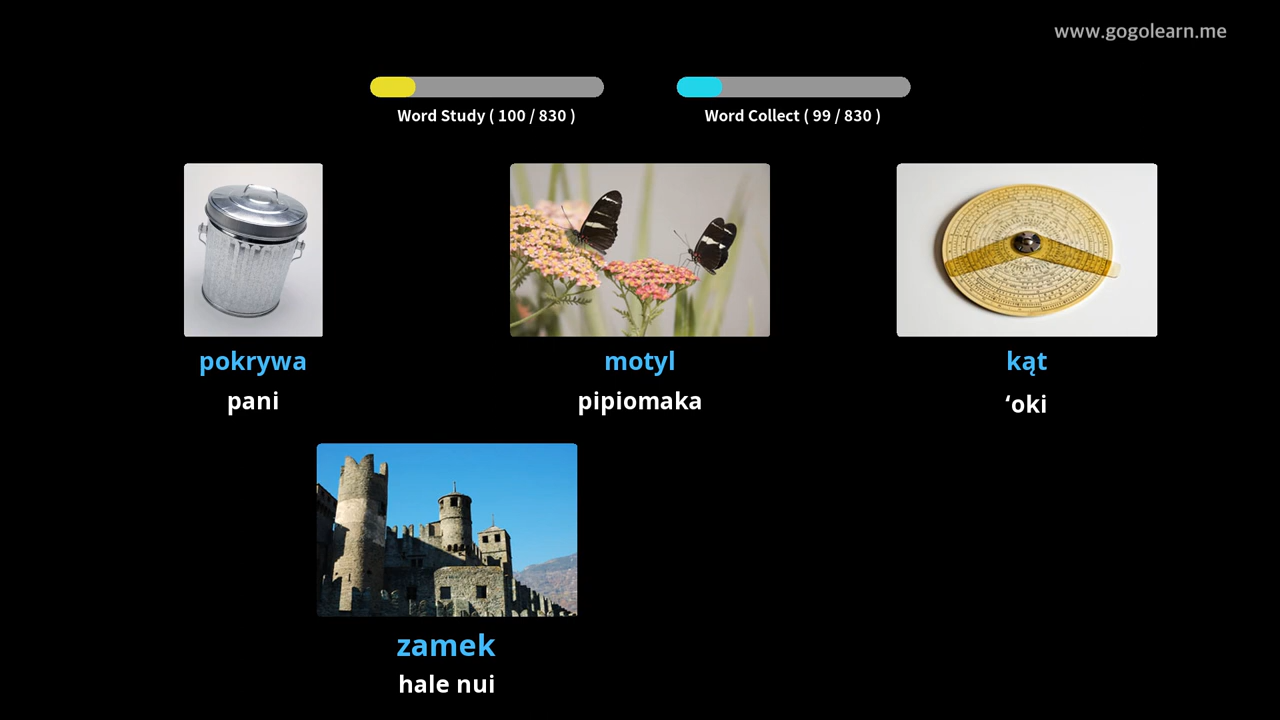 www.gogolearn.me
Word Study ( 100 / 830 )
Word Collect ( 99 / 830 )
pokrywa
pani
motyl
pipiomaka
kąt
ʻoki
zamek
hale nui